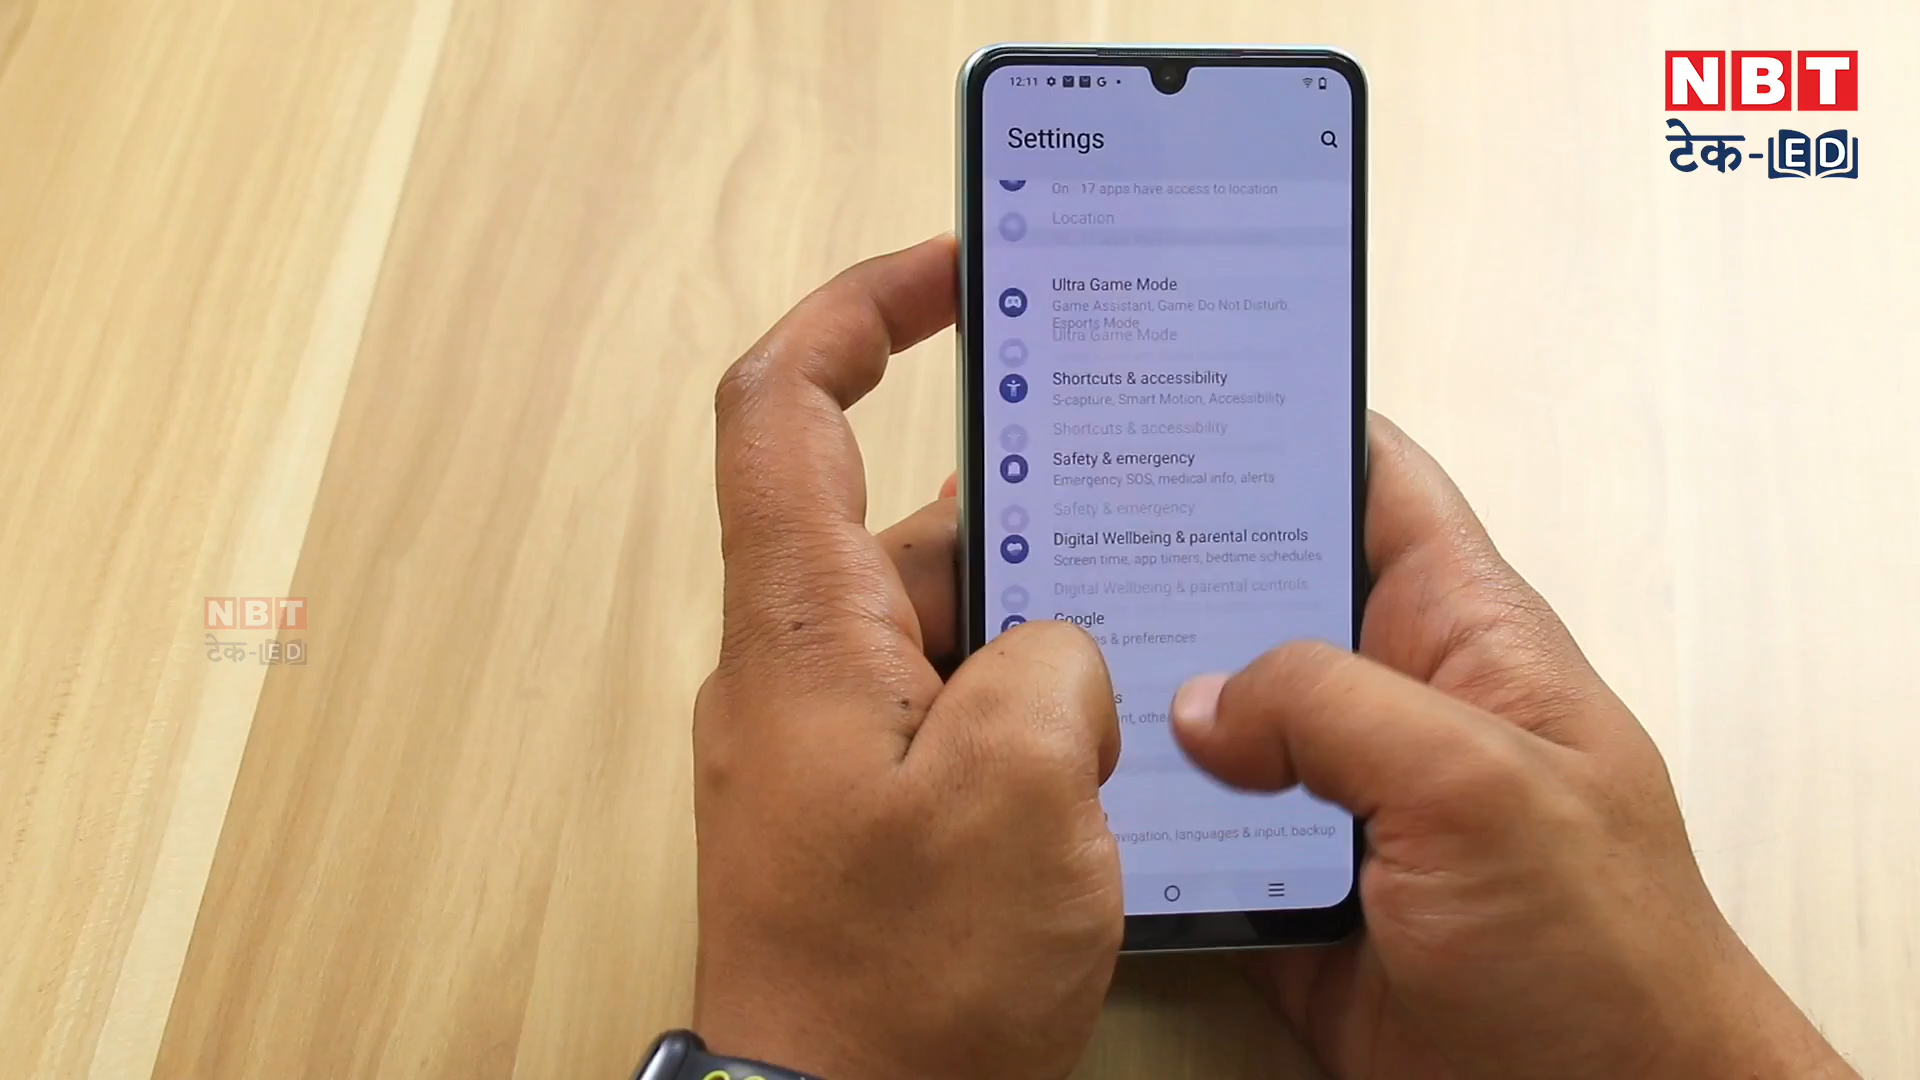 NBT
टेक-ED
12:11 G
Settings
On · 17 apps have access to location
Location
Ultra Game Mode
Game Assistant, Game Do Not Disturb,
Esports Mode
Ultra Game Mode
Shortcuts & accessibility
S-capture, Smart Motion, Accessibility
Shortcuts & accessibility
Safety & emergency
Emergency SOS, medical info, alerts
Safety & emergency
Digital Wellbeing & parental controls
Screen time, app timers, bedtime schedules
Digital Wellbeing & parental controls
Google
& preferences
languages & input, backup
NBT
टेक-ED